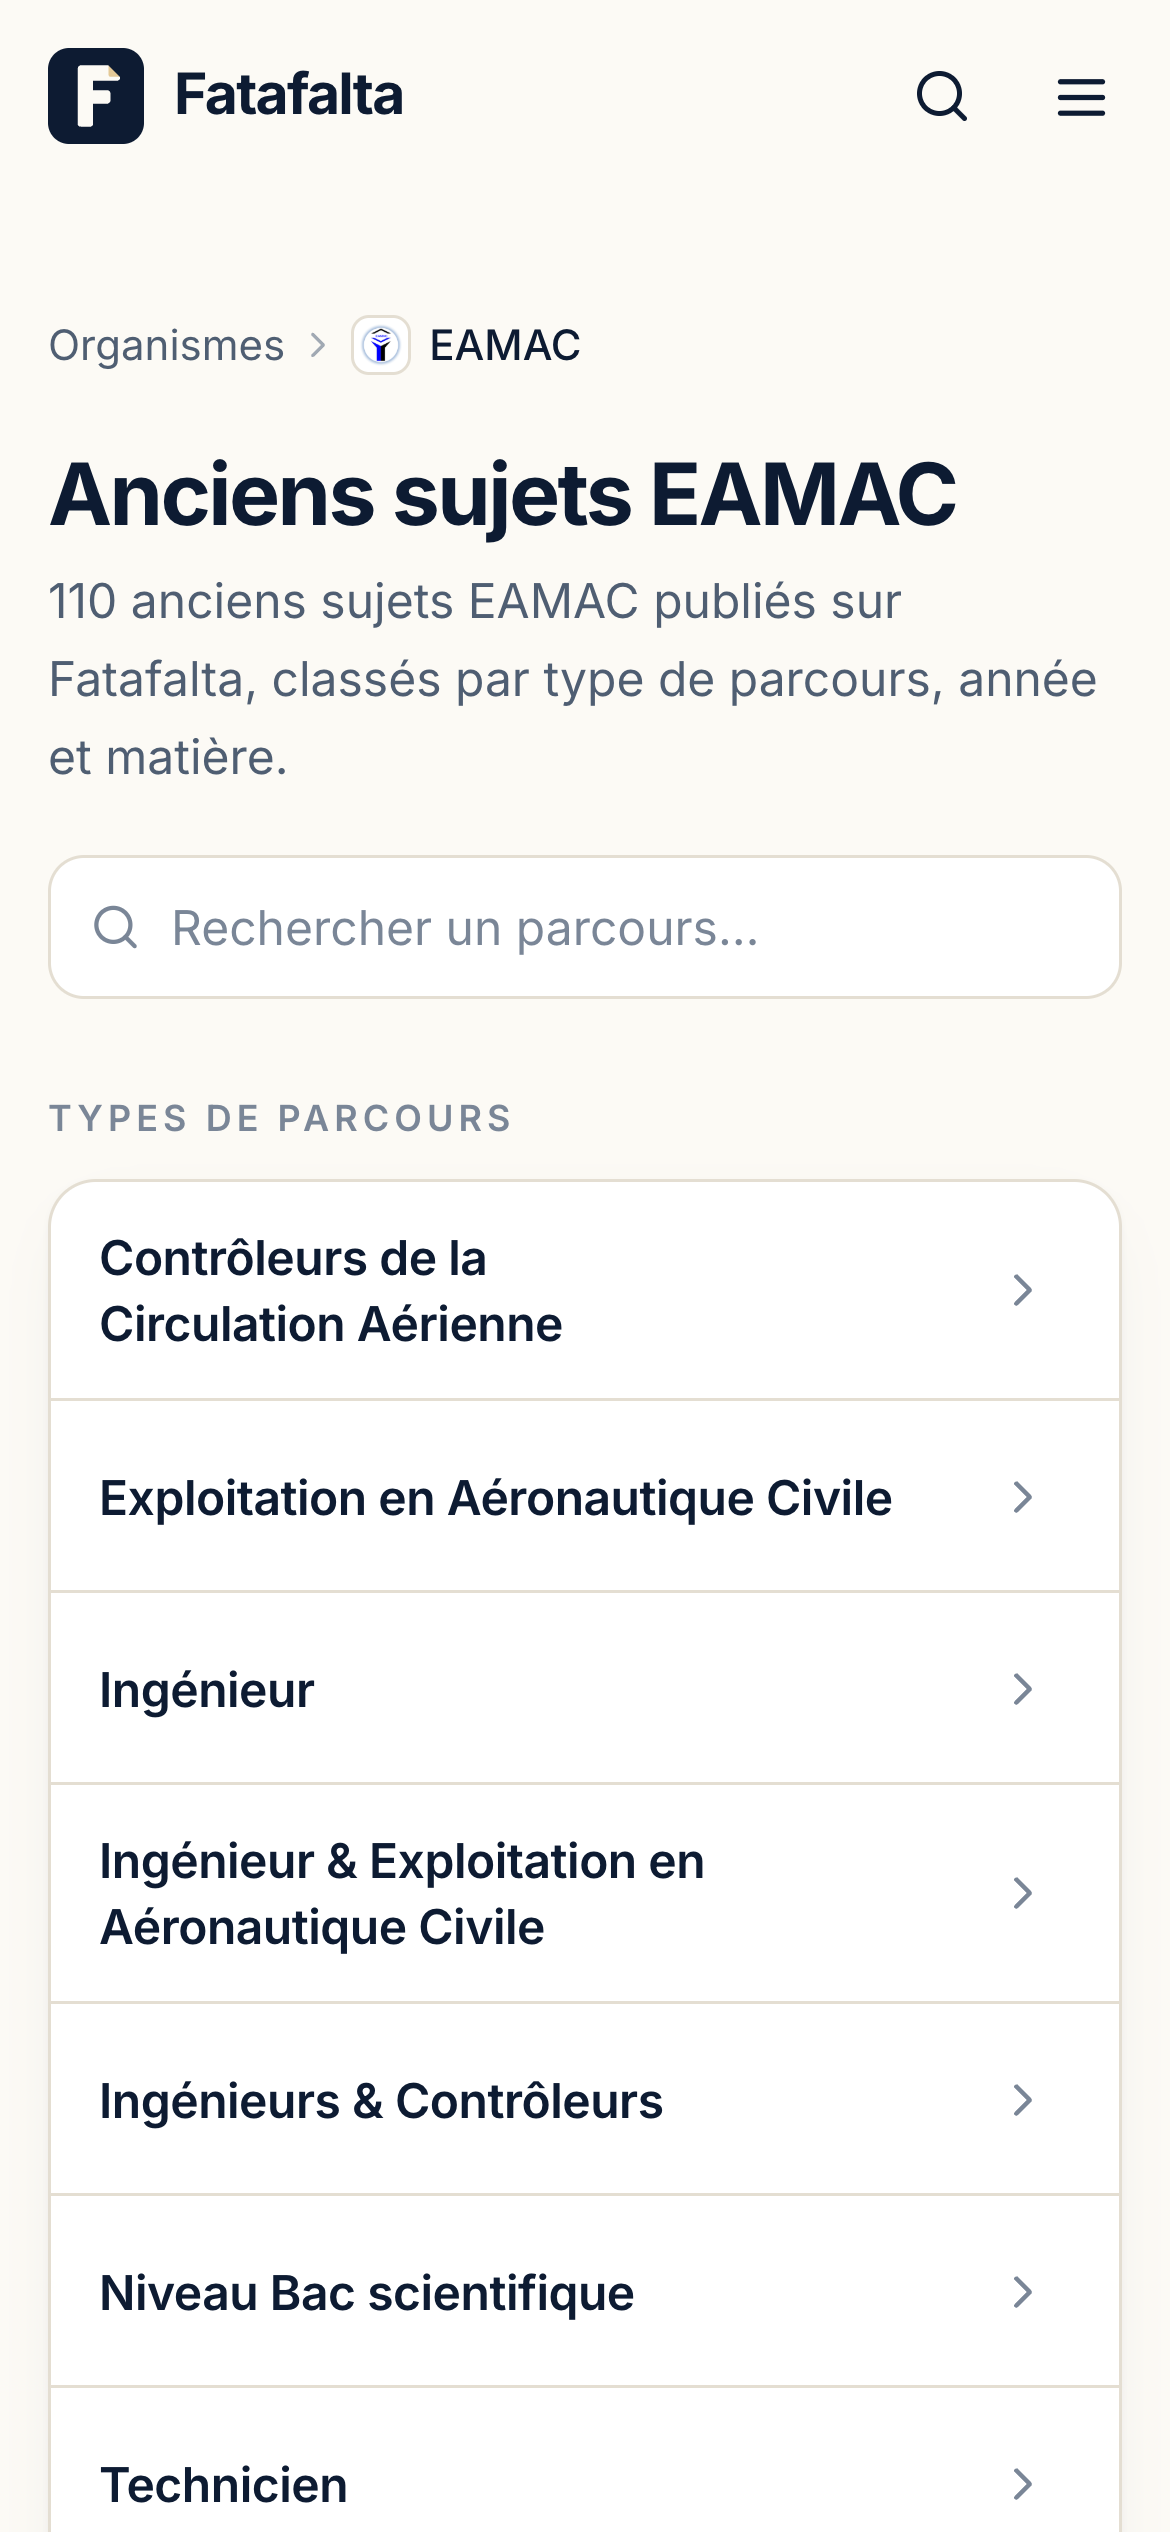 Fatafalta
Organismes
EAMAC
Anciens sujets EAMAC
110 anciens sujets EAMAC publiés sur
Fatafalta, classés par type de parcours, année
et matière.
Rechercher un parcours...
TYPES DE PARCOURS
Contrôleurs de la
Circulation Aérienne
Exploitation en Aéronautique Civile
Ingénieur
Ingénieur & Exploitation en
Aéronautique Civile
Ingénieurs & Contrôleurs
Niveau Bac scientifique
Technicien